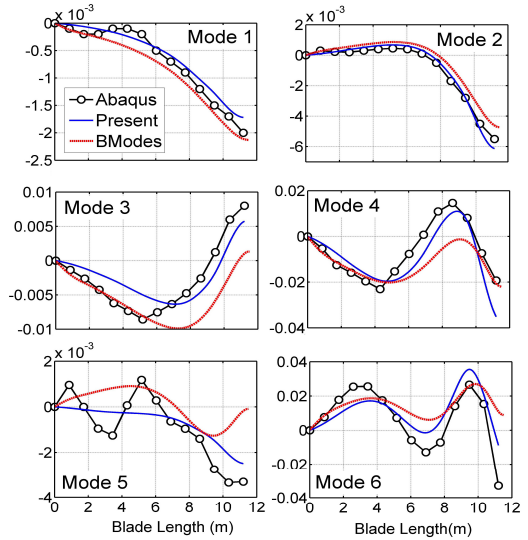 x 10⁻³
0
-0.5
-1
-1.5
-2
-2.5
Mode 1
Abaqus
Present
BModes
x 10⁻³
2
0
-2
-4
-6
Mode 2
0.01
0.005
0
-0.005
-0.01
Mode 3
0.02
0
-0.02
-0.04
Mode 4
x 10⁻³
2
0
-2
-4
Mode 5
0 2 4 6 8 10 12
Blade Length (m)
0.04
0.02
0
-0.02
-0.04
Mode 6
0 2 4 6 8 10 12
Blade Length(m)